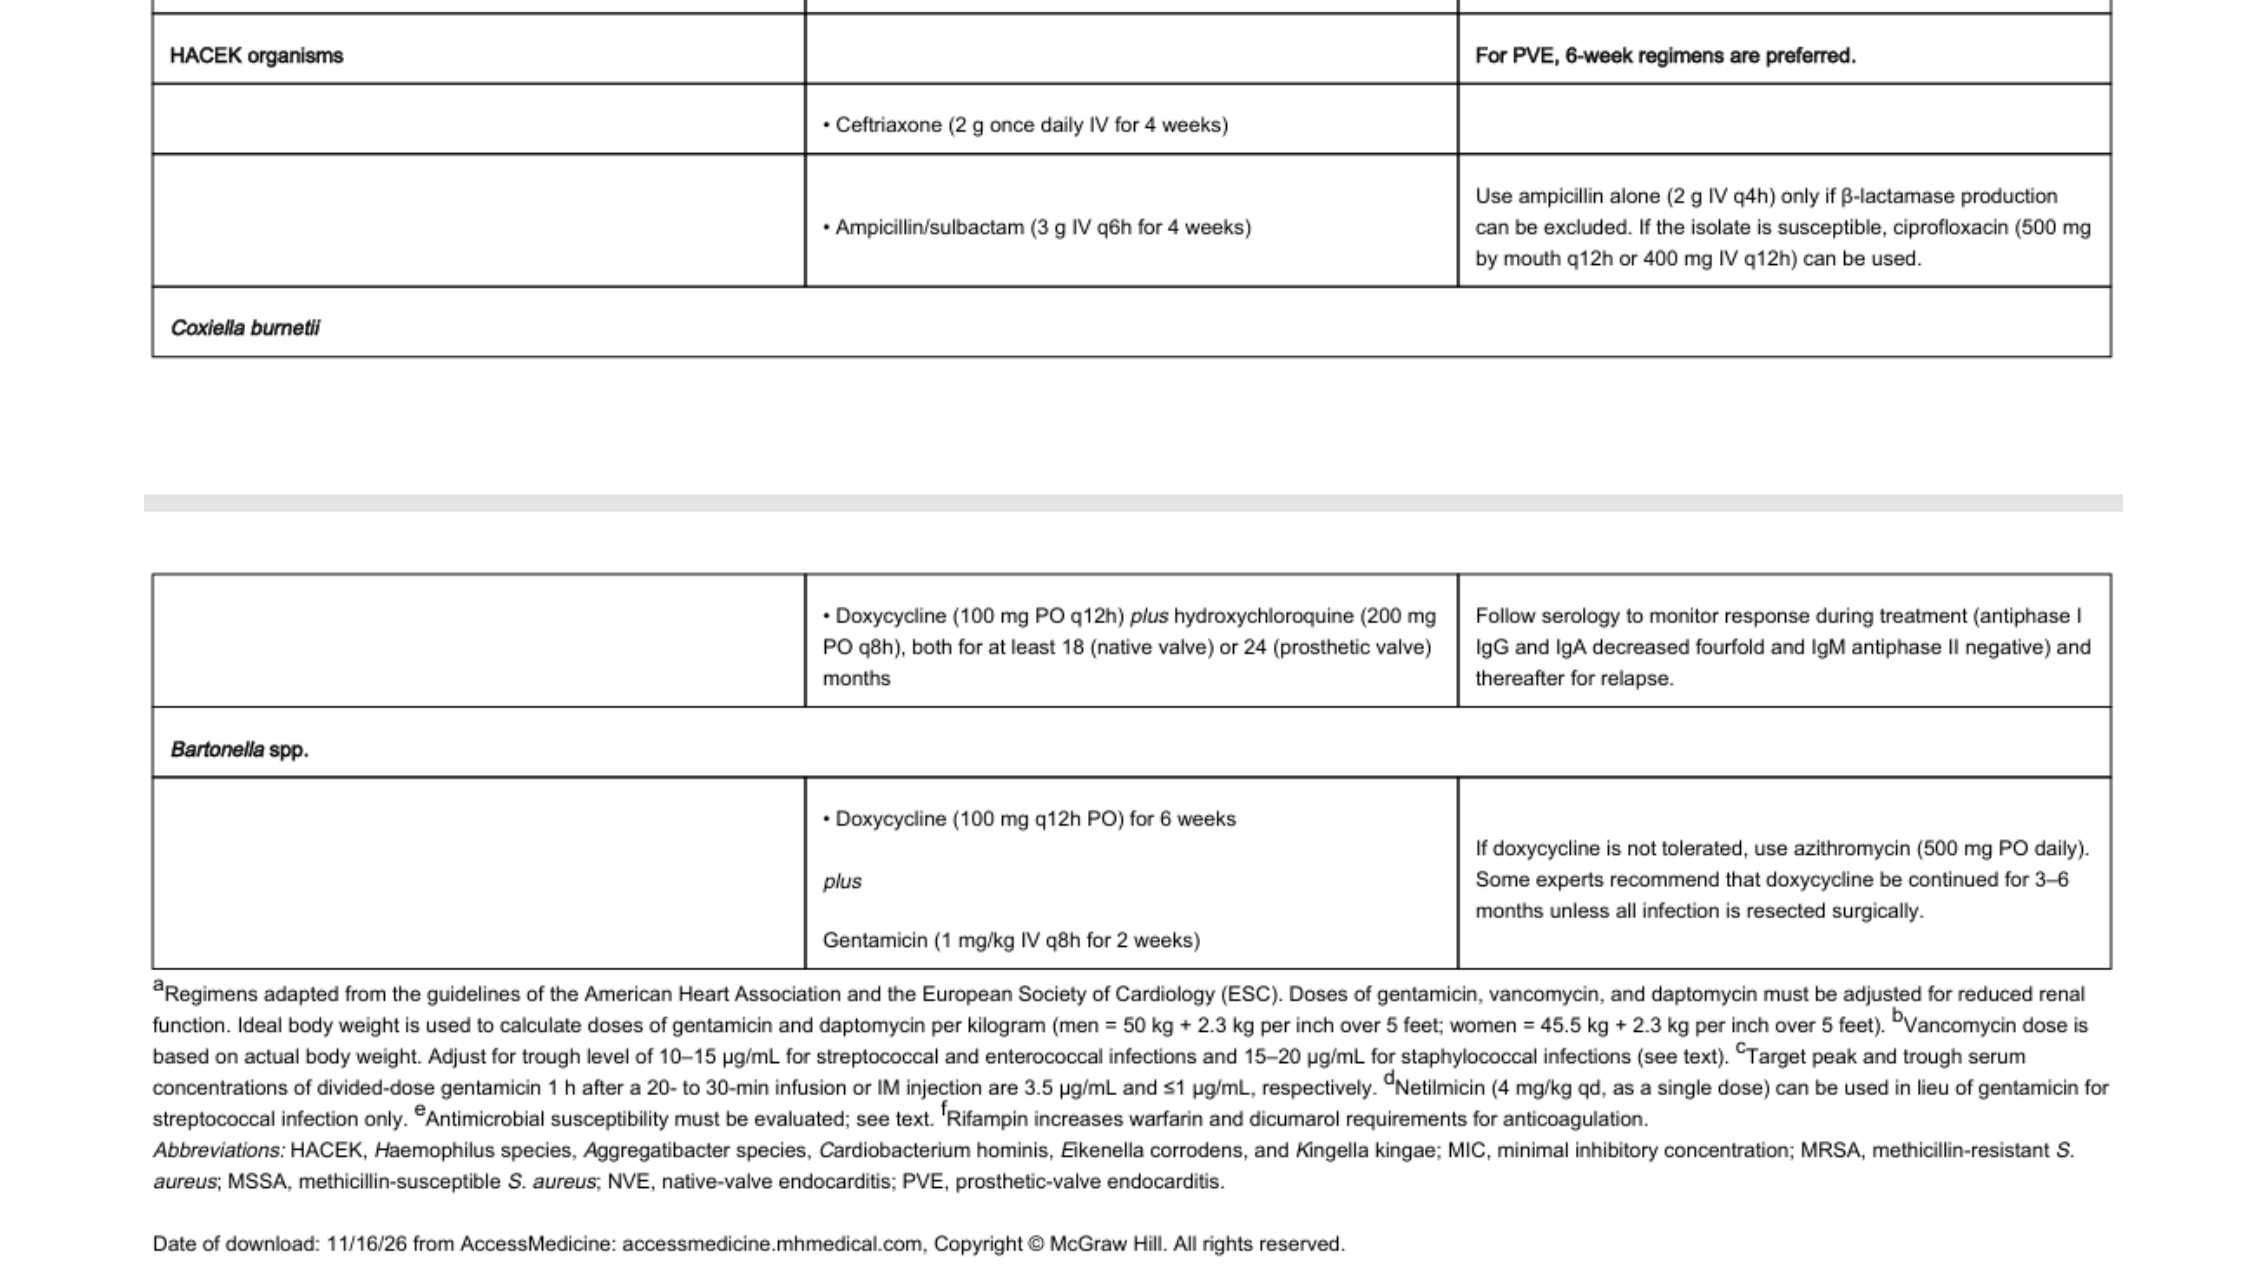 HACEK organisms
For PVE, 6-week regimens are preferred.
• Ceftriaxone (2 g once daily IV for 4 weeks)
• Ampicillin/sulbactam (3 g IV q6h for 4 weeks)
Use ampicillin alone (2 g IV q4h) only if β-lactamase production
can be excluded. If the isolate is susceptible, ciprofloxacin (500 mg
by mouth q12h or 400 mg IV q12h) can be used.
Coxiella burnetii
• Doxycycline (100 mg PO q12h) plus hydroxychloroquine (200 mg
PO q8h), both for at least 18 (native valve) or 24 (prosthetic valve)
months
Follow serology to monitor response during treatment (antiphase I
IgG and IgA decreased fourfold and IgM antiphase II negative) and
thereafter for relapse.
Bartonella spp.
• Doxycycline (100 mg q12h PO) for 6 weeks
plus
Gentamicin (1 mg/kg IV q8h for 2 weeks)
If doxycycline is not tolerated, use azithromycin (500 mg PO daily).
Some experts recommend that doxycycline be continued for 3–6
months unless all infection is resected surgically.
aRegimens adapted from the guidelines of the American Heart Association and the European Society of Cardiology (ESC). Doses of gentamicin, vancomycin, and daptomycin must be adjusted for reduced renal
function. Ideal body weight is used to calculate doses of gentamicin and daptomycin per kilogram (men = 50 kg + 2.3 kg per inch over 5 feet; women = 45.5 kg + 2.3 kg per inch over 5 feet). bVancomycin dose is
based on actual body weight. Adjust for trough level of 10–15 μg/mL for streptococcal and enterococcal infections and 15–20 μg/mL for staphylococcal infections (see text). cTarget peak and trough serum
concentrations of divided-dose gentamicin 1 h after a 20- to 30-min infusion or IM injection are 3.5 μg/mL and ≤1 μg/mL, respectively. dNetilmicin (4 mg/kg qd, as a single dose) can be used in lieu of gentamicin for
streptococcal infection only. eAntimicrobial susceptibility must be evaluated; see text. fRifampin increases warfarin and dicumarol requirements for anticoagulation.
Abbreviations: HACEK, Haemophilus species, Aggregatibacter species, Cardiobacterium hominis, Eikenella corrodens, and Kingella kingae; MIC, minimal inhibitory concentration; MRSA, methicillin-resistant S.
aureus; MSSA, methicillin-susceptible S. aureus; NVE, native-valve endocarditis; PVE, prosthetic-valve endocarditis.
Date of download: 11/16/26 from AccessMedicine: accessmedicine.mhmedical.com, Copyright © McGraw Hill. All rights reserved.